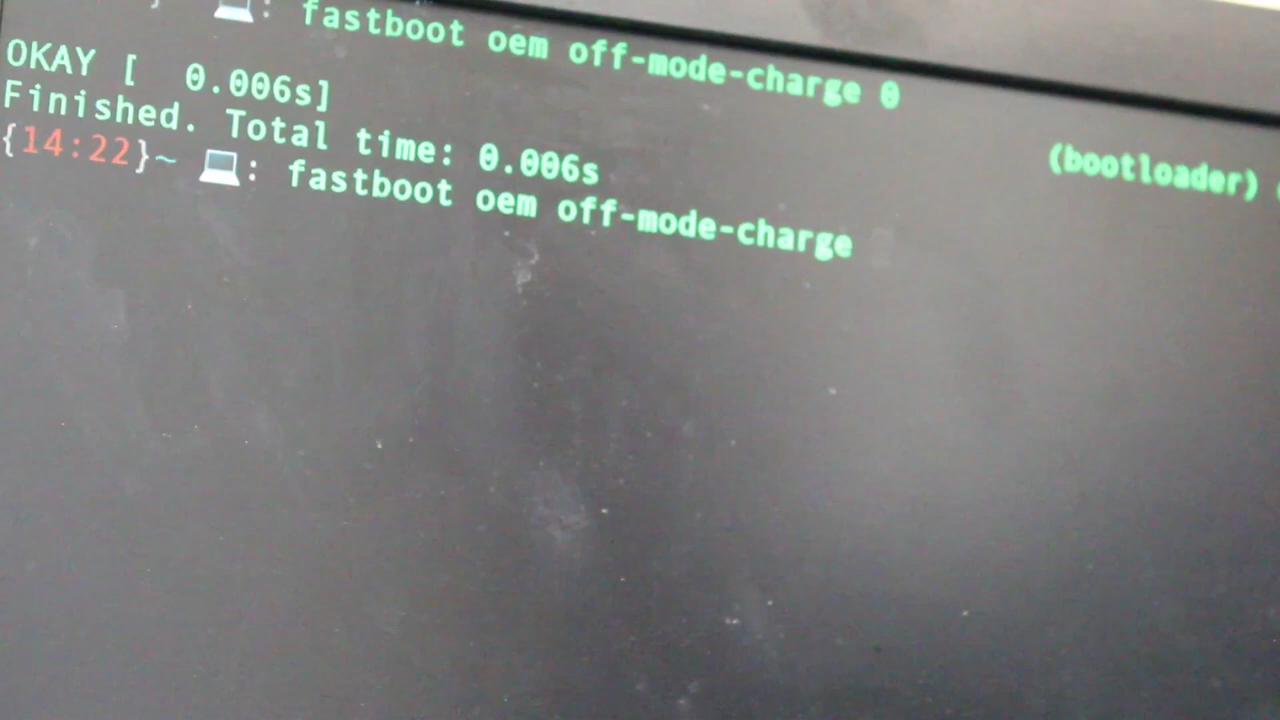 💻: fastboot oem off-mode-charge 0
(bootloader)
OKAY [  0.006s]
Finished. Total time: 0.006s
{14:22}~ 💻: fastboot oem off-mode-charge